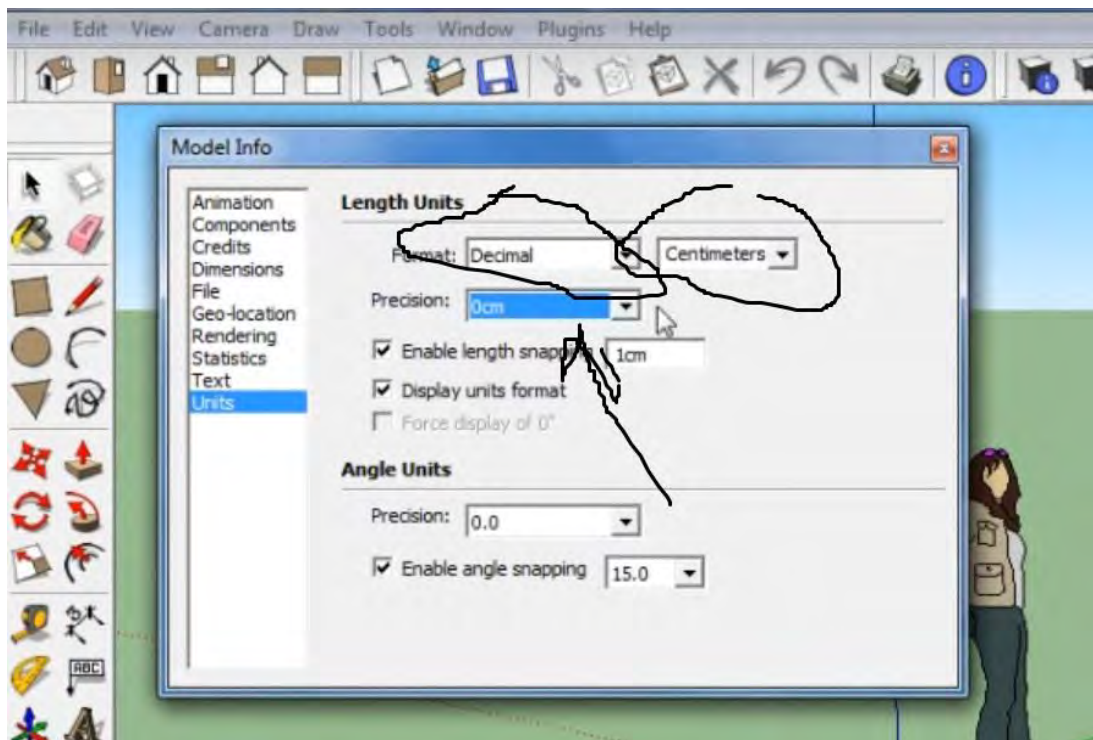 File Edit View Camera Draw Tools Window Plugins Help
Model Info
Animation
Components
Credits
Dimensions
File
Geo-location
Rendering
Statistics
Text
Units
Length Units
Format: Decimal Centimeters
Precision: 0cm
Enable length snapping 1cm
Display units format
Force display of 0"
Angle Units
Precision: 0.0
Enable angle snapping 15.0
ABC